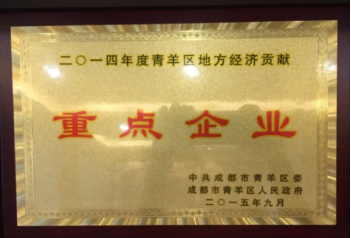 二〇一四年度青羊区地方经济贡献
重点企业
中共成都市青羊区委
成都市青羊区人民政府
二〇一五年九月